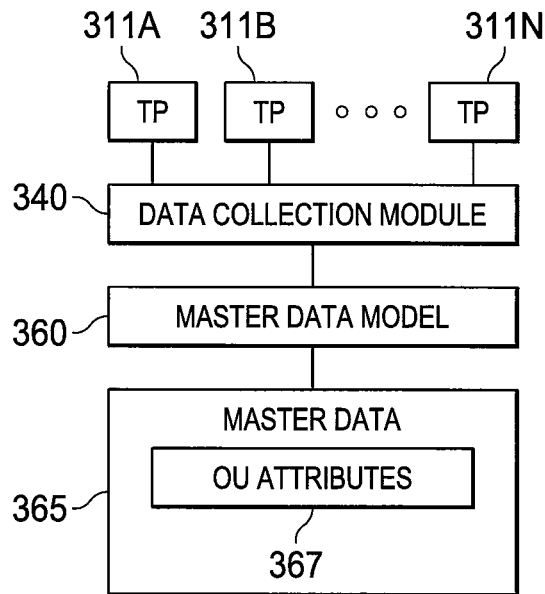 311A 311B 311N
TP TP TP
340
DATA COLLECTION MODULE
360
MASTER DATA MODEL
MASTER DATA
OU ATTRIBUTES
365
367